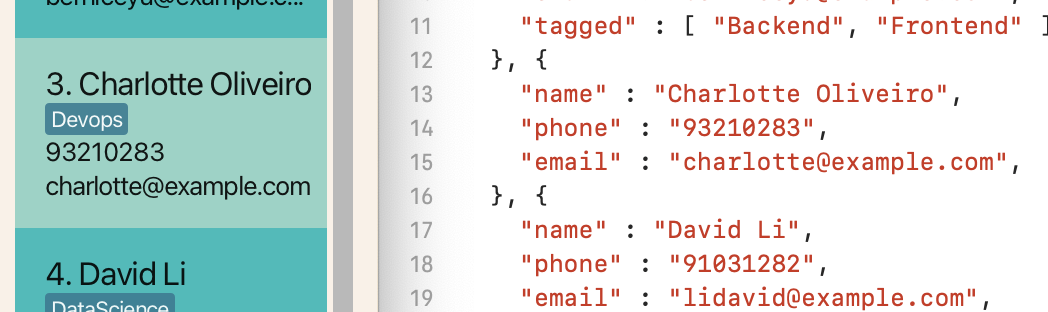 berniceyu@example.c...
3. Charlotte Oliveiro
Devops
93210283
charlotte@example.com
4. David Li
DataScience
11 "tagged" : [ "Backend", "Frontend" ]
12 }, {
13 "name" : "Charlotte Oliveiro",
14 "phone" : "93210283",
15 "email" : "charlotte@example.com",
16 }, {
17 "name" : "David Li",
18 "phone" : "91031282",
19 "email" : "lidavid@example.com",